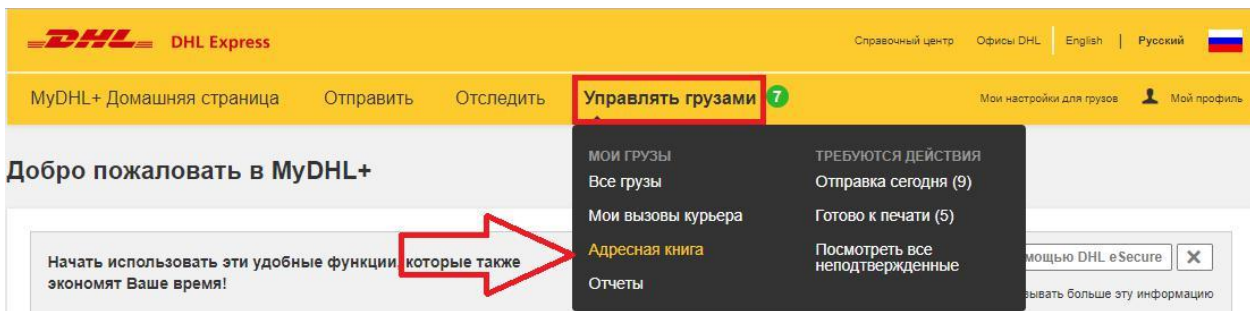 DHL DHL Express Справочный центр Офисы DHL English | Русский
MyDHL+ Домашняя страница Отправить Отследить Управлять грузами 7 Мои настройки для грузов Мой профиль
Добро пожаловать в MyDHL+
МОИ ГРУЗЫ
Все грузы
Мои вызовы курьера
Адресная книга
Отчеты
ТРЕБУЮТСЯ ДЕЙСТВИЯ
Отправка сегодня (9)
Готово к печати (5)
Посмотреть все
неподтвержденные
Начать использовать эти удобные функции, которые также
экономят Ваше время!
DHL eSecure X
больше эту информацию